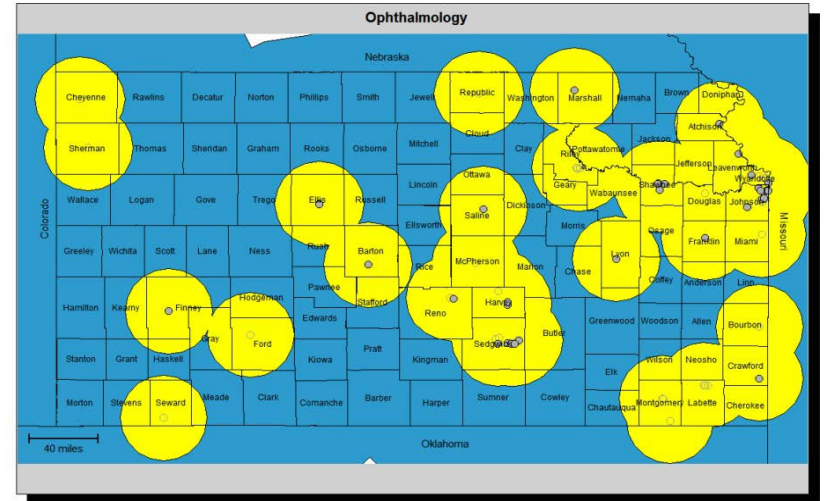 Ophthalmology
Nebraska
Cheyenne Rawlins Decatur Norton Phillips Smith Jewell Republic Washington Marshall Nemaha Brown Doniphan
Atchison
Sherman Thomas Sheridan Graham Rooks Osborne Mitchell Cloud Clay Riley Pottawatomie Jackson Jefferson Leavenworth
Wyandotte
Wallace Logan Gove Trego Ellis Russell Lincoln Ottawa Saline Dickinson Geary Wabaunsee Shawnee Douglas Johnson
Ellsworth Morris Osage Franklin Miami
Colorado
Missouri
Greeley Wichita Scott Lane Ness Rush Barton Rice McPherson Marion Chase Lyon Coffey Anderson Linn
Hamilton Kearny Finney Hodgeman Pawnee Stafford Reno Harvey
Gray Ford Edwards Sedgwick Butler Greenwood Woodson Allen Bourbon
Stanton Grant Haskell Kiowa Pratt Kingman Elk Wilson Neosho Crawford
Morton Stevens Seward Meade Clark Comanche Barber Harper Sumner Cowley Chautauqua Montgomery Labette Cherokee
40 miles
Oklahoma